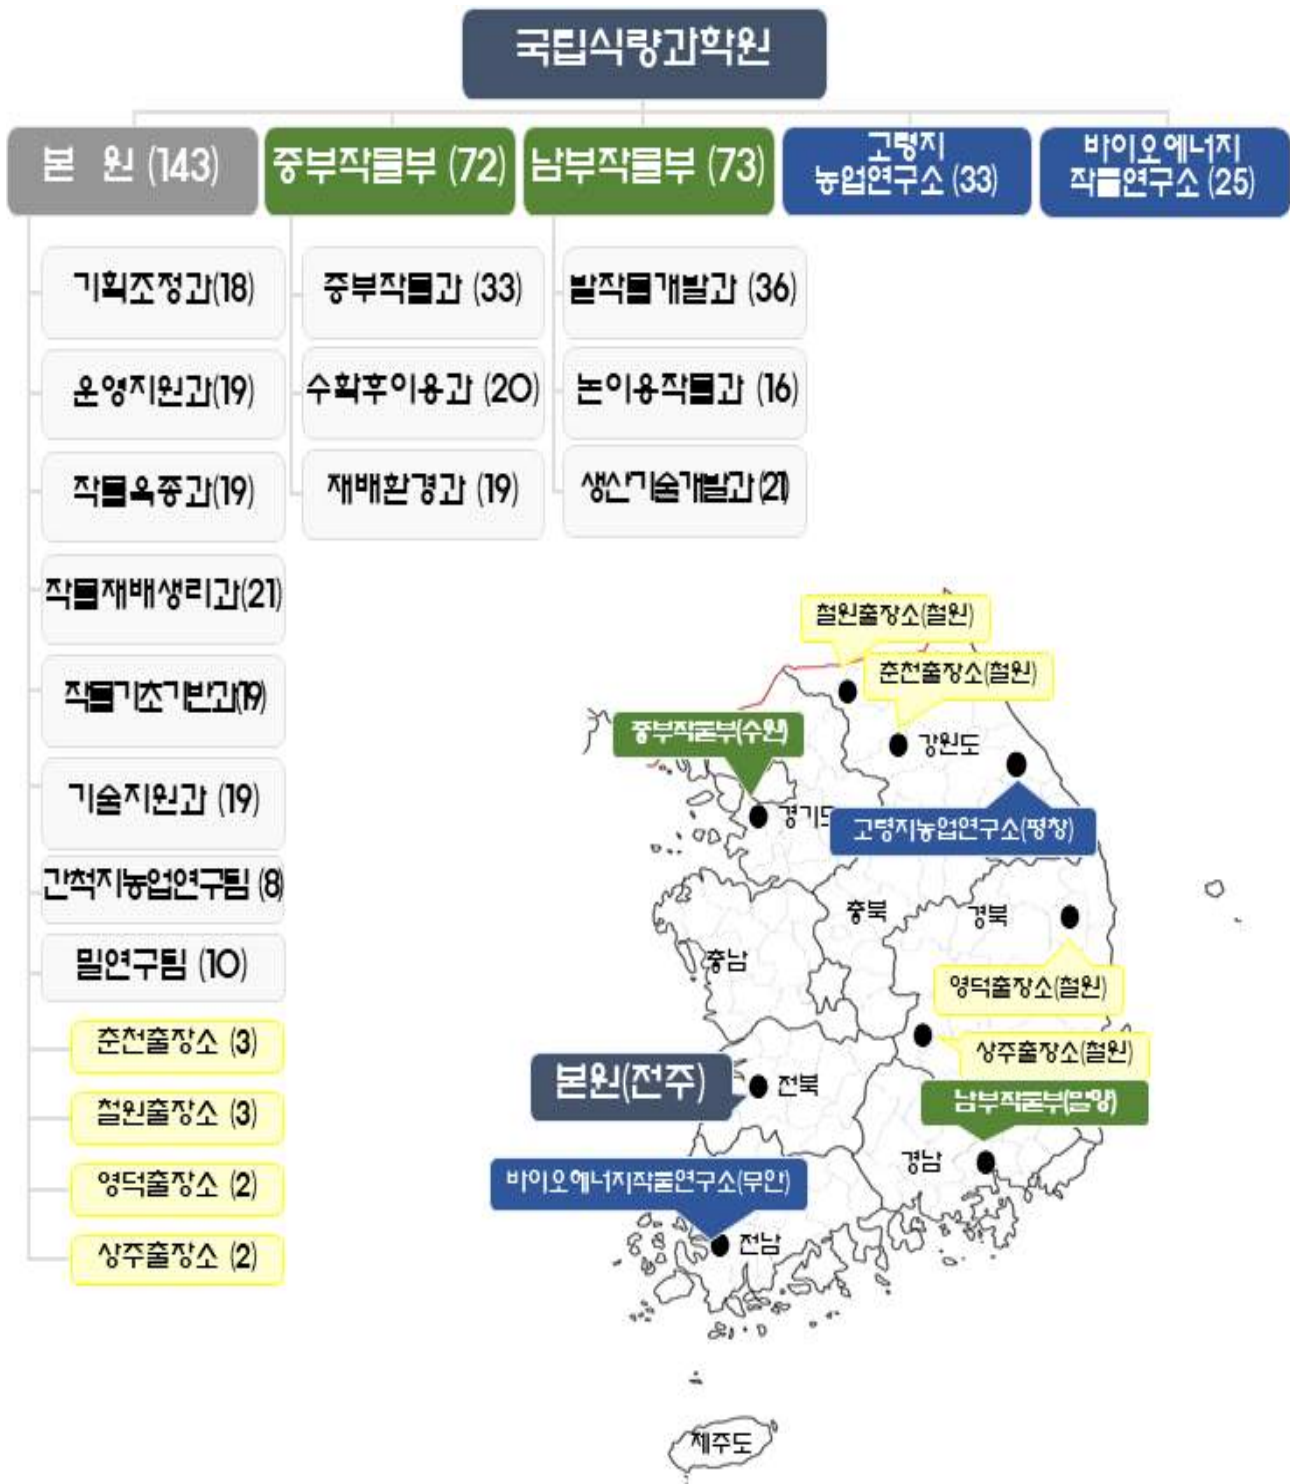 국립식량과학원
본 원 (143)
중부작물부 (72)
남부작물부 (73)
고령지
농업연구소 (33)
바이오에너지
작물연구소 (25)
기획조정과(18)
운영지원과(19)
작물육종과(19)
작물재배생리과(21)
작물기초기반과(19)
기술지원과 (19)
간척지농업연구팀 (8)
밀연구팀 (10)
춘천출장소 (3)
철원출장소 (3)
영덕출장소 (2)
상주출장소 (2)
중부작물과 (33)
수확후이용과 (20)
재배환경과 (19)
밭작물개발과 (36)
논이용작물과 (16)
생산기술개발과 (21)
철원출장소(철원)
춘천출장소(철원)
중부작물부(수원)
강원도
경기도
고령지농업연구소(평창)
충북
경북
충남
영덕출장소(철원)
상주출장소(철원)
본원(전주)
전북
남부작물부(밀양)
경남
바이오에너지작물연구소(무안)
전남
제주도